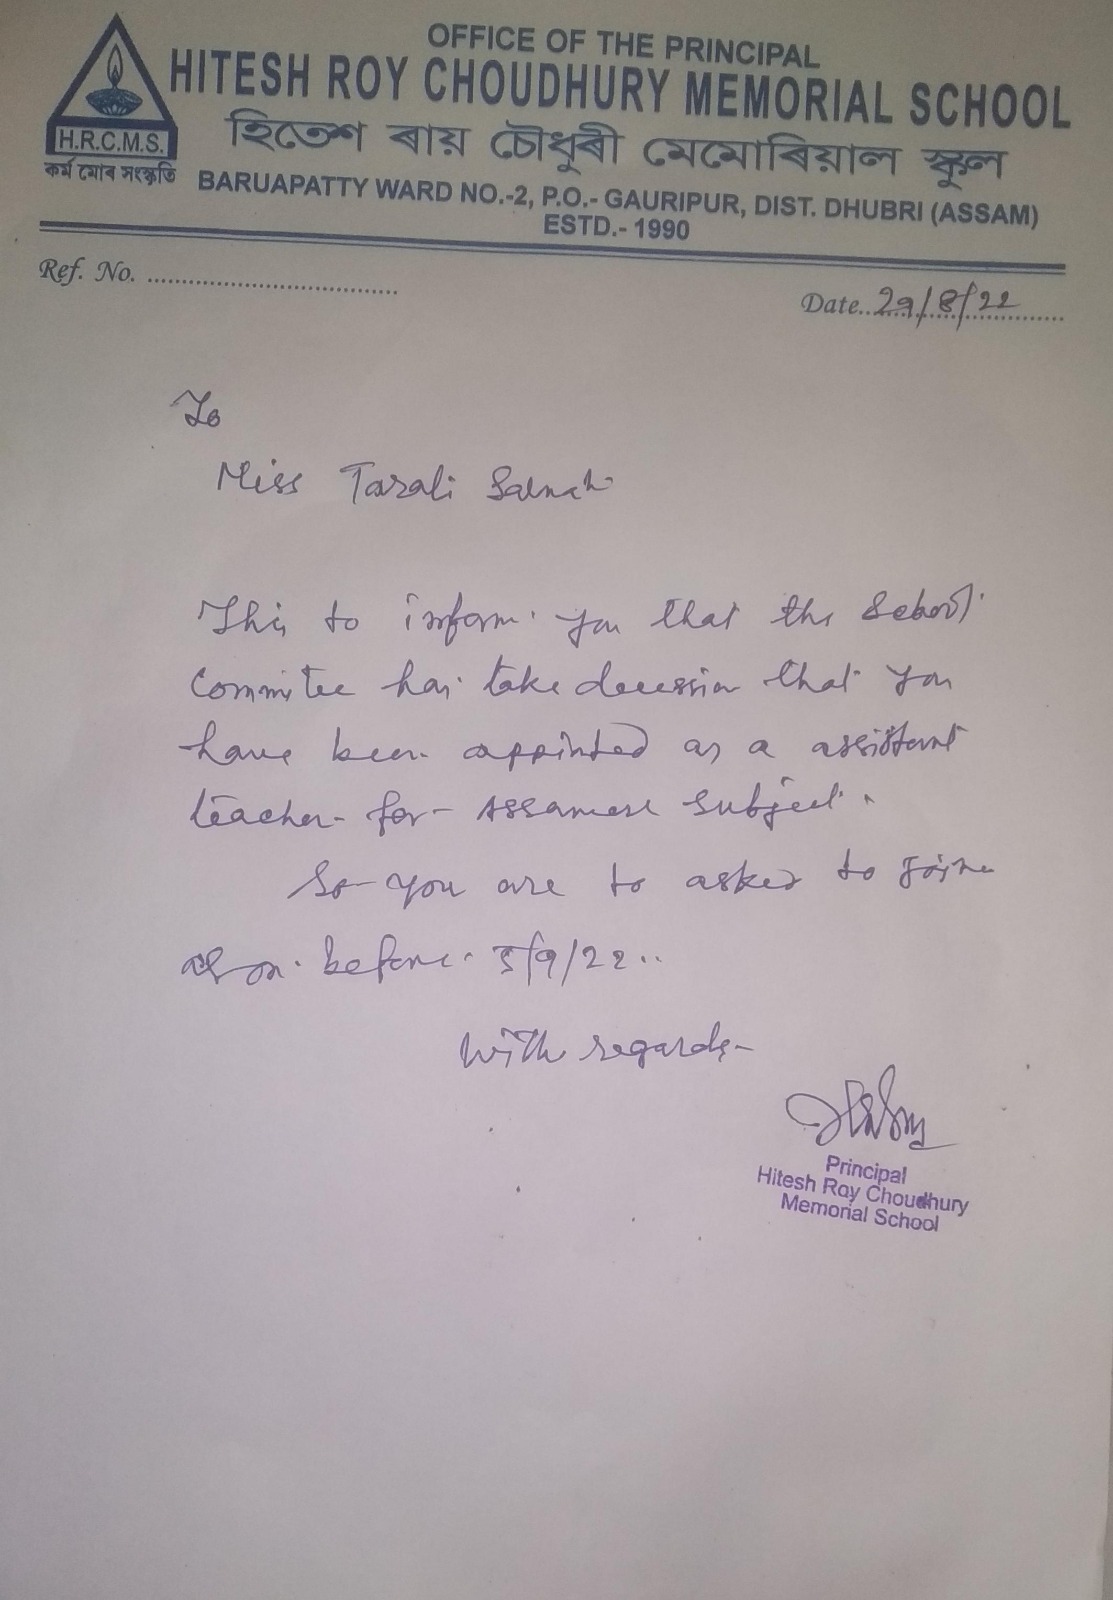 OFFICE OF THE PRINCIPAL
HITESH ROY CHOUDHURY MEMORIAL SCHOOL
হিতেশ ৰায় চৌধুৰী মেমোৰিয়াল স্কুল
H.R.C.M.S.
কৰ্ম মোৰ সংস্কৃতি
BARUAPATTY WARD NO.-2, P.O.- GAURIPUR, DIST. DHUBRI (ASSAM)
ESTD.- 1990
Ref. No. ....................................
Date..29/8/22
To
Miss Tarali
This to inform you that the School
Committee has take decession that you
have been appinted as a assistant
teacher for Assamese Subject.
So you are to asked to Joine
on before 5/9/22..
With regards-
Principal
Hitesh Roy Choudhury
Memorial School